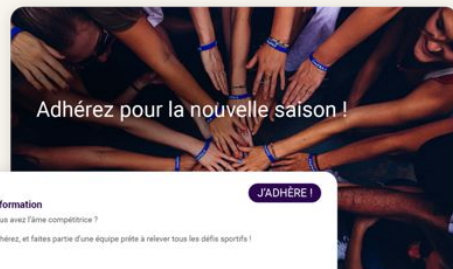 Adhérez pour la nouvelle saison !
J'ADHÈRE !
formation
us avez l'âme compétitrice ?
hérez, et faites partie d'une équipe prête à relever tous les défis sportifs !